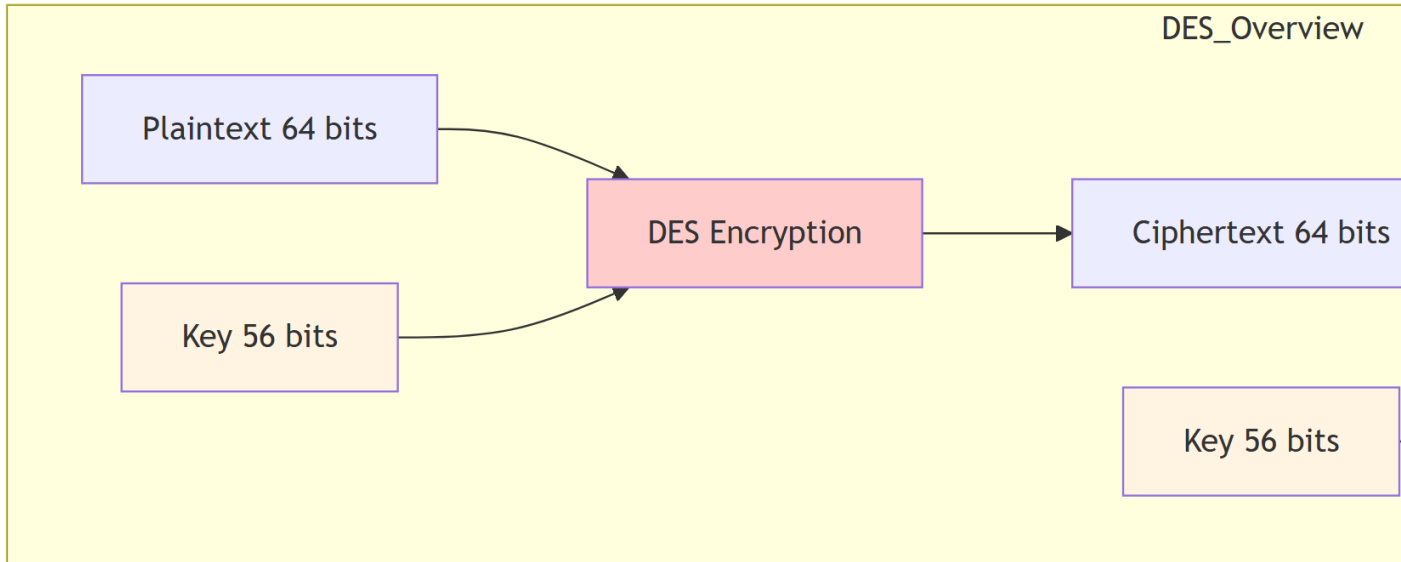 DES_Overview
Plaintext 64 bits
DES Encryption
Ciphertext 64 bits
Key 56 bits
Key 56 bits